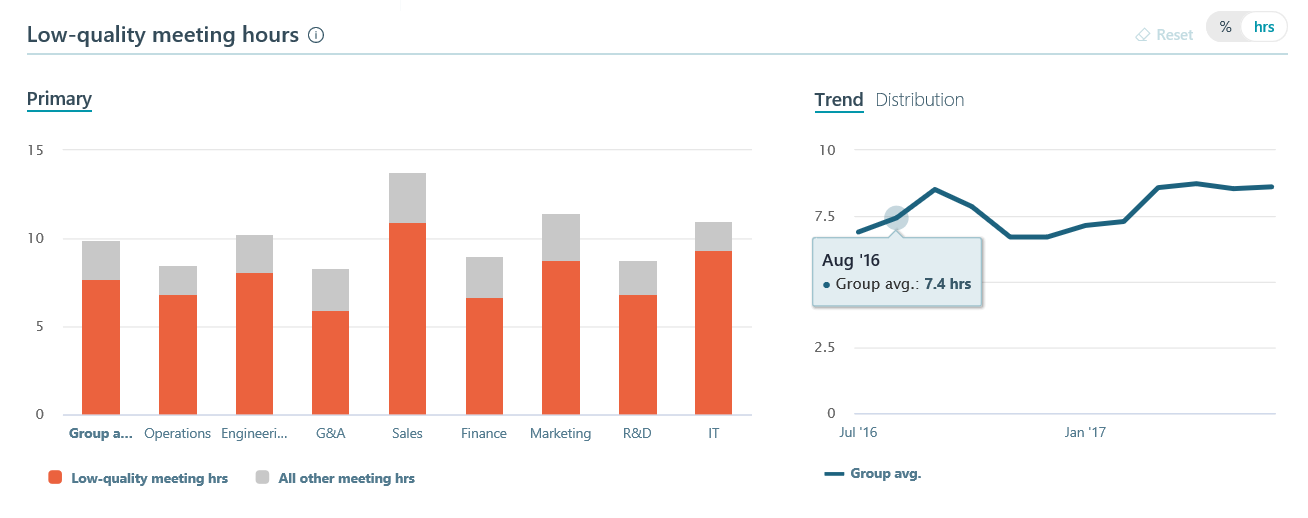 Low-quality meeting hours
Reset
% hrs
Primary
15
10
5
0
Group a... Operations Engineeri... G&A Sales Finance Marketing R&D IT
Low-quality meeting hrs All other meeting hrs
Trend Distribution
10
7.5
2.5
0
Aug '16
Group avg.: 7.4 hrs
Jul '16 Jan '17
Group avg.